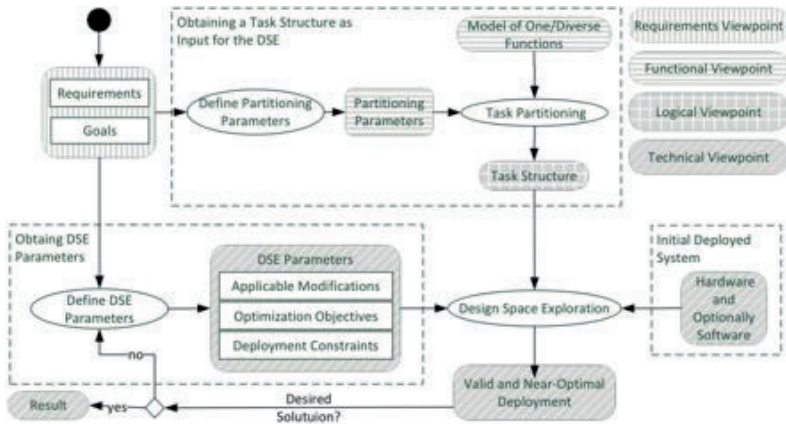 Obtaining a Task Structure as
Input for the DSE
Model of One/Diverse
Functions
Requirements Viewpoint
Functional Viewpoint
Logical Viewpoint
Technical Viewpoint
Requirements
Goals
Define Partitioning
Parameters
Partitioning
Parameters
Task Partitioning
Task Structure
Obtaing DSE
Parameters
Define DSE
Parameters
DSE Parameters
Applicable Modifications
Optimization Objectives
Deployment Constraints
Design Space Exploration
Initial Deployed
System
Hardware
and
Optionally
Software
no
Valid and Near-Optimal
Deployment
Result
yes
Desired
Solutuion?